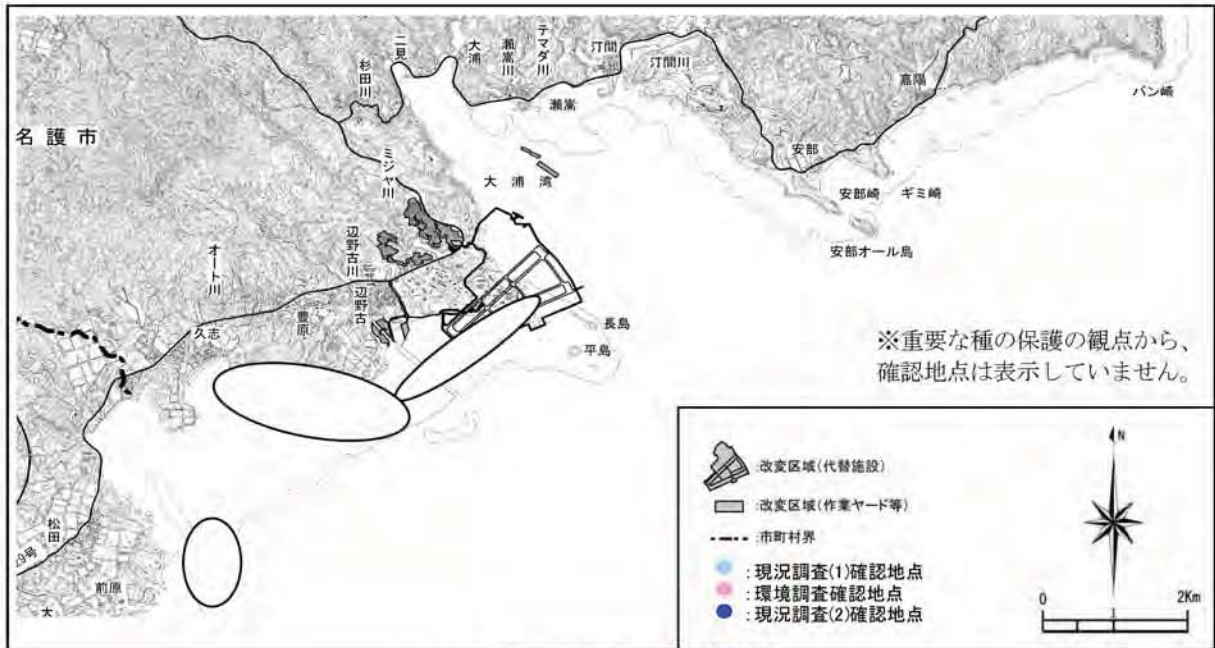 名護市
杉田川
二見
大浦
瀬嵩川
テマダ川
汀間
汀間川
瀬嵩
嘉陽
バン崎
安部
安部崎
ギミ崎
安部オール島
大浦湾
ミジャ川
辺野古川
辺野古
オート川
久志
豊原
長島
平島
松田
前原
※重要な種の保護の観点から、
確認地点は表示していません。
:改変区域(代替施設)
:改変区域(作業ヤード等)
:市町村界
:現況調査(1)確認地点
:環境調査確認地点
:現況調査(2)確認地点
N
0 2Km